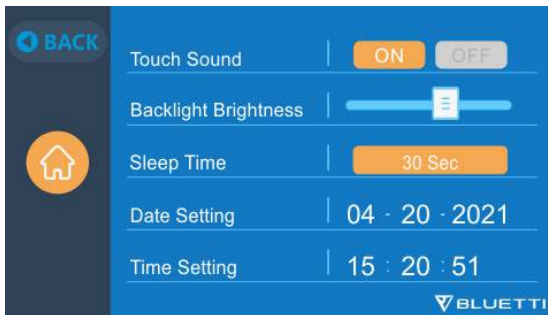 BACK
Touch Sound ON OFF
Backlight Brightness
Sleep Time 30 Sec
Date Setting 04 - 20 - 2021
Time Setting 15 : 20 : 51
BLUETTI